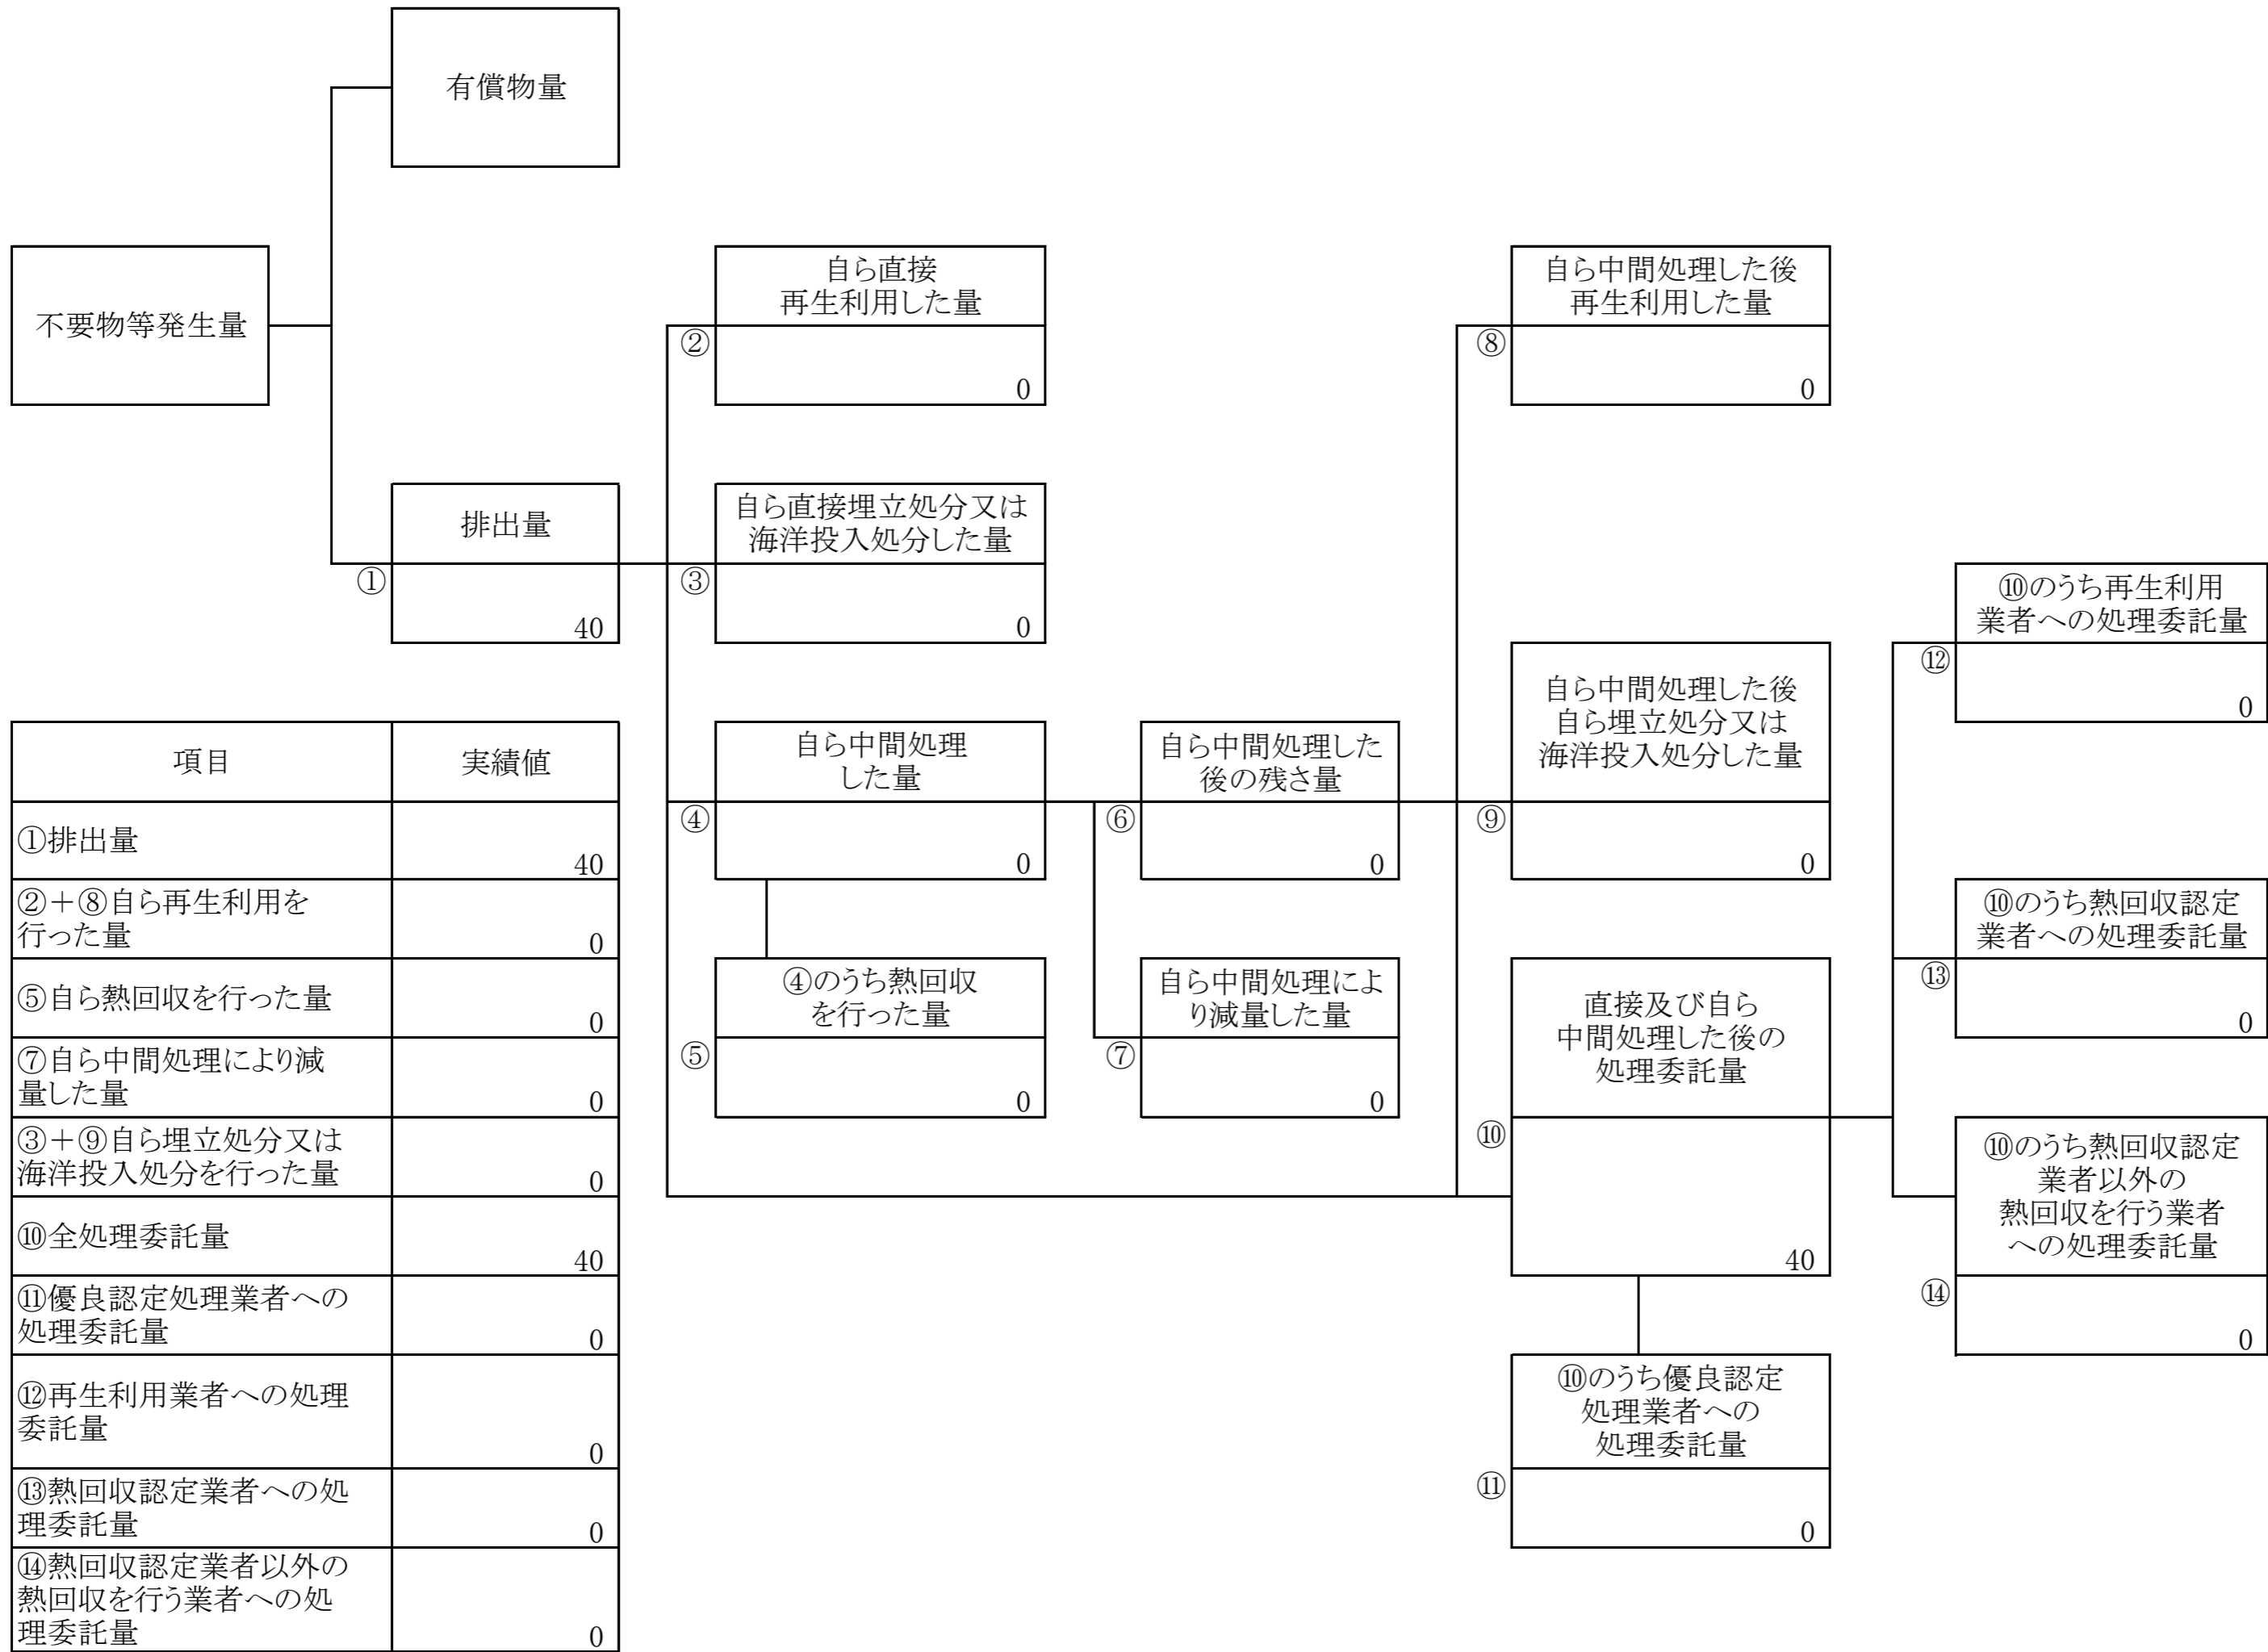 有償物量
不要物等発生量
自ら直接
再生利用した量
②
0
自ら中間処理した後
再生利用した量
⑧
0
排出量
①
40
自ら直接埋立処分又は
海洋投入処分した量
③
0
⑩のうち再生利用
業者への処理委託量
⑫
0
自ら中間処理
した量
④
0
自ら中間処理した
後の残さ量
⑥
0
自ら中間処理した後
自ら埋立処分又は
海洋投入処分した量
⑨
0
⑩のうち熱回収認定
業者への処理委託量
⑬
0
④のうち熱回収
を行った量
⑤
0
自ら中間処理によ
り減量した量
⑦
0
直接及び自ら
中間処理した後の
処理委託量
⑩
40
⑩のうち熱回収認定
業者以外の
熱回収を行う業者
への処理委託量
⑭
0
⑩のうち優良認定
処理業者への
処理委託量
⑪
0
項目 実績値
①排出量
40
②＋⑧自ら再生利用を
行った量
0
⑤自ら熱回収を行った量
0
⑦自ら中間処理により減
量した量
0
③＋⑨自ら埋立処分又は
海洋投入処分を行った量
0
⑩全処理委託量
40
⑪優良認定処理業者への
処理委託量
0
⑫再生利用業者への処理
委託量
0
⑬熱回収認定業者への処
理委託量
0
⑭熱回収認定業者以外の
熱回収を行う業者への処
理委託量
0